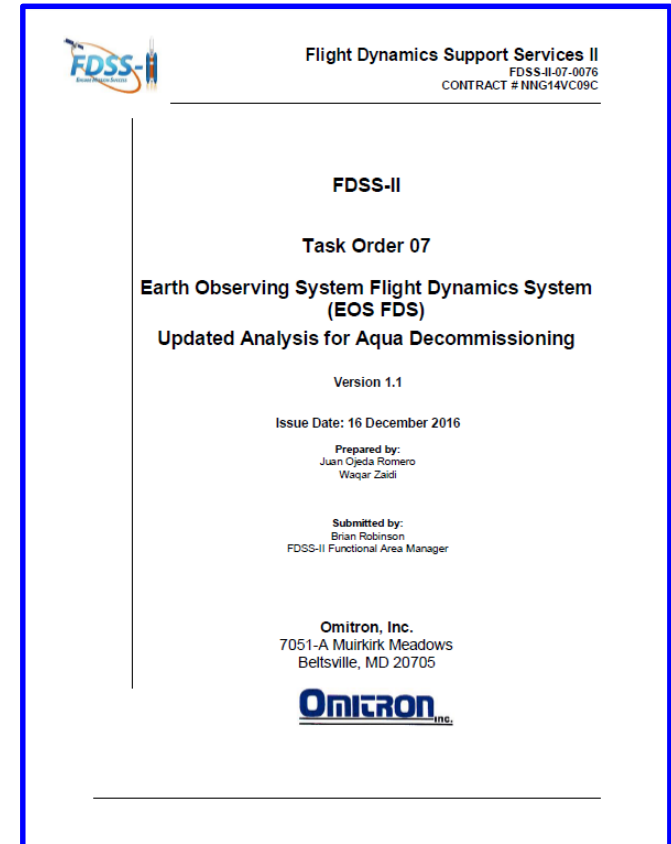 FDSS-II
Flight Dynamics Support Services II
FDSS-II-07-0076
CONTRACT # NNG14VC09C
FDSS-II
Task Order 07
Earth Observing System Flight Dynamics System
(EOS FDS)
Updated Analysis for Aqua Decommissioning
Version 1.1
Issue Date: 16 December 2016
Prepared by:
Juan Ojeda Romero
Waqar Zaidi
Submitted by:
Brian Robinson
FDSS-II Functional Area Manager
Omitron, Inc.
7051-A Muirkirk Meadows
Beltsville, MD 20705
Omitron inc.